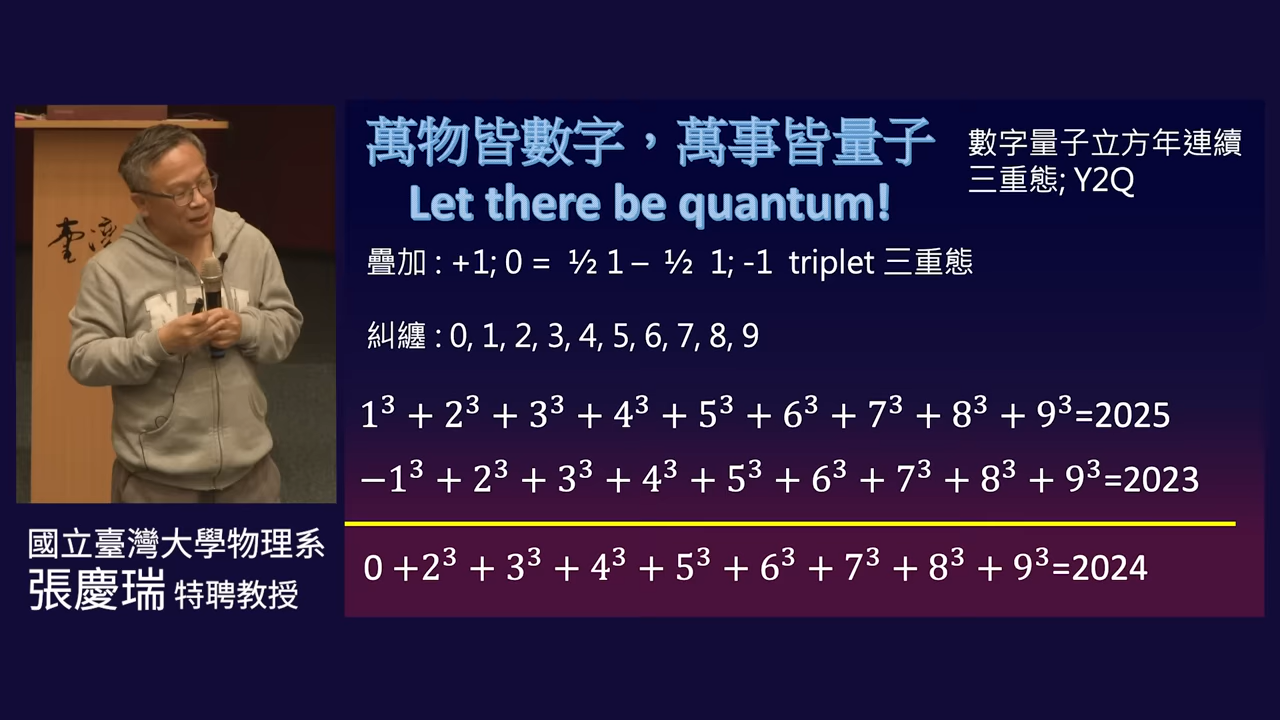 萬物皆數字，萬事皆量子
Let there be quantum!
數字量子立方年連續
三重態; Y2Q
疊加 : +1; 0 = ½ 1 – ½ 1; -1 triplet 三重態
糾纏 : 0, 1, 2, 3, 4, 5, 6, 7, 8, 9
1³ + 2³ + 3³ + 4³ + 5³ + 6³ + 7³ + 8³ + 9³=2025
−1³ + 2³ + 3³ + 4³ + 5³ + 6³ + 7³ + 8³ + 9³=2023
0 +2³ + 3³ + 4³ + 5³ + 6³ + 7³ + 8³ + 9³=2024
臺灣
國立臺灣大學物理系
張慶瑞 特聘教授